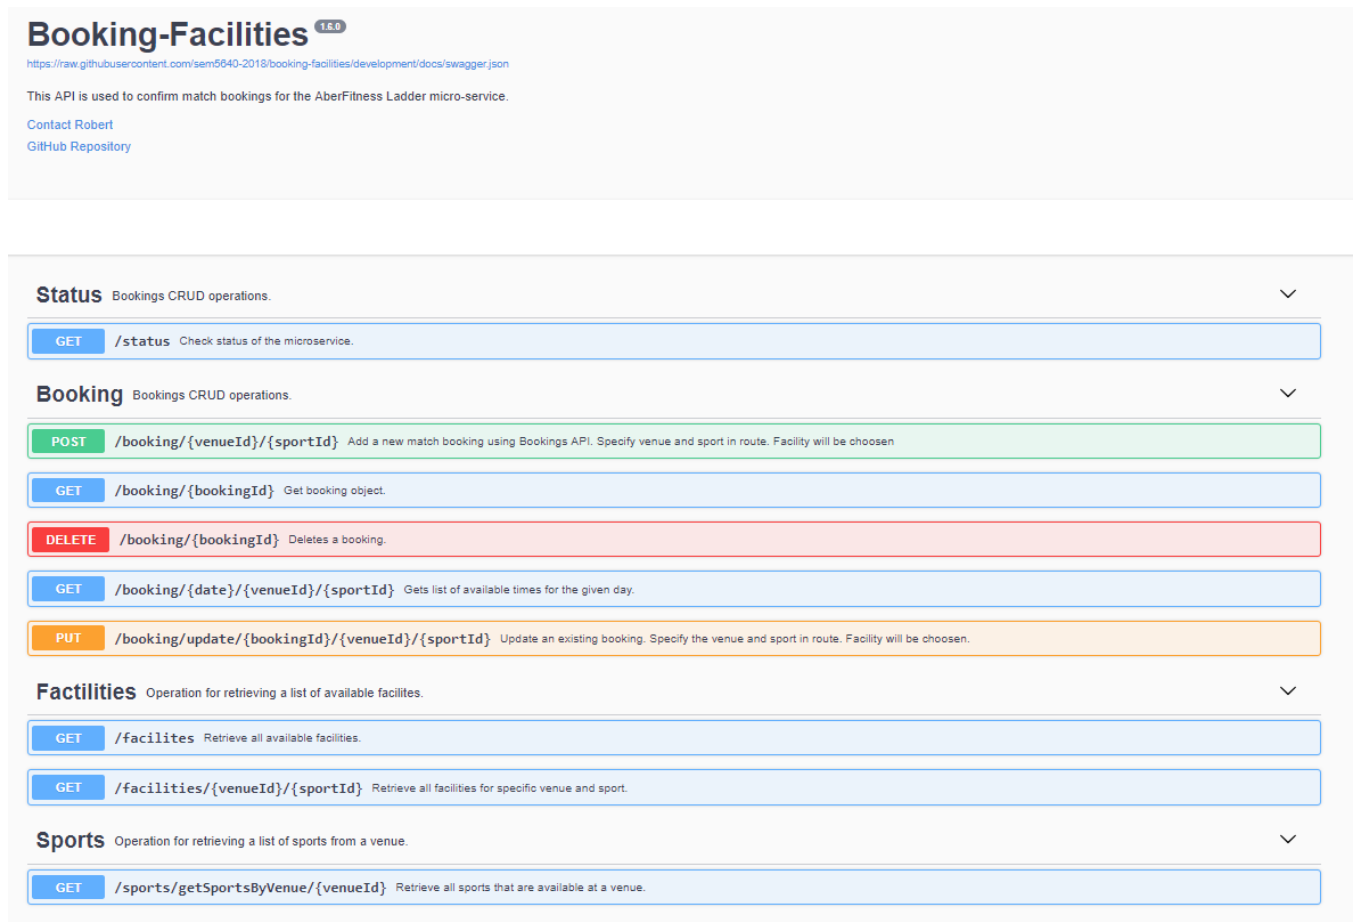 Booking-Facilities 1.6.0
https://raw.githubusercontent.com/sem5640-2018/booking-facilities/development/docs/swagger.json
This API is used to confirm match bookings for the AberFitness Ladder micro-service.
Contact Robert
GitHub Repository
Status Bookings CRUD operations.
GET /status Check status of the microservice.
Booking Bookings CRUD operations.
POST /booking/{venueId}/{sportId} Add a new match booking using Bookings API. Specify venue and sport in route. Facility will be choosen
GET /booking/{bookingId} Get booking object.
DELETE /booking/{bookingId} Deletes a booking.
GET /booking/{date}/{venueId}/{sportId} Gets list of available times for the given day.
PUT /booking/update/{bookingId}/{venueId}/{sportId} Update an existing booking. Specify the venue and sport in route. Facility will be choosen.
Factilities Operation for retrieving a list of available facilites.
GET /facilites Retrieve all available facilities.
GET /facilities/{venueId}/{sportId} Retrieve all facilities for specific venue and sport.
Sports Operation for retrieving a list of sports from a venue.
GET /sports/getSportsByVenue/{venueId} Retrieve all sports that are available at a venue.